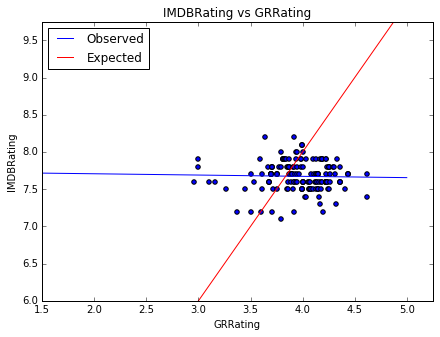 IMDBRating vs GRRating
Observed
Expected
9.5
9.0
8.5
8.0
7.5
7.0
6.5
6.0
IMDBRating
1.5 2.0 2.5 3.0 3.5 4.0 4.5 5.0
GRRating